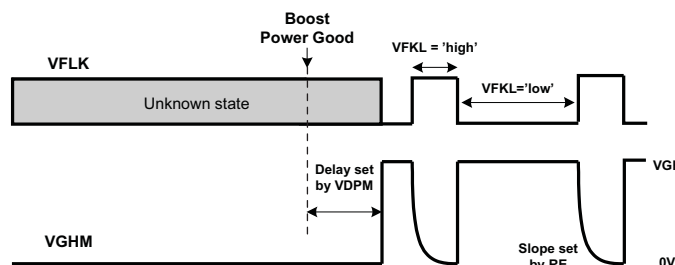 Boost
Power Good
VFLK
VFKL = 'high'
Unknown state
VFKL='low'
Delay set
by VDPM
VGHM
Slope set
0V